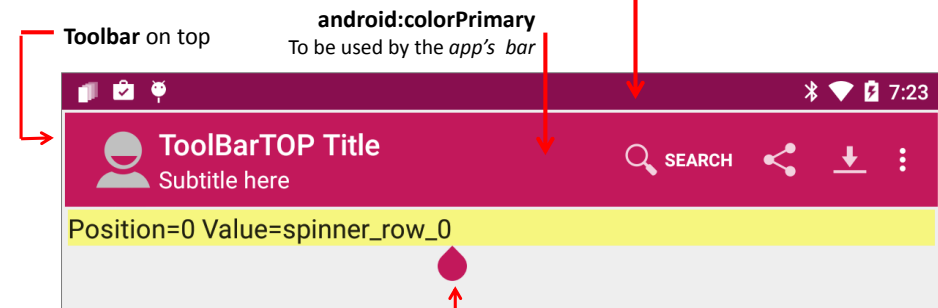 android:colorPrimary
Toolbar on top
To be used by the app's bar
7:23
ToolBarTOP Title
SEARCH
Subtitle here
Position=0 Value=spinner_row_0